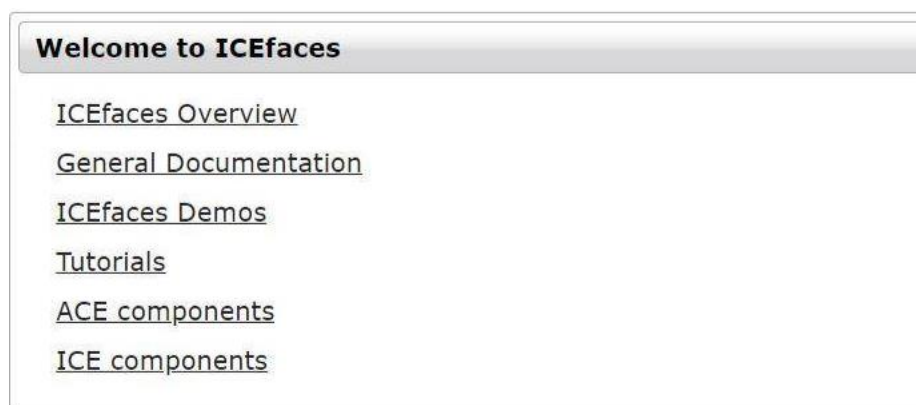 Welcome to ICEfaces
ICEfaces Overview
General Documentation
ICEfaces Demos
Tutorials
ACE components
ICE components